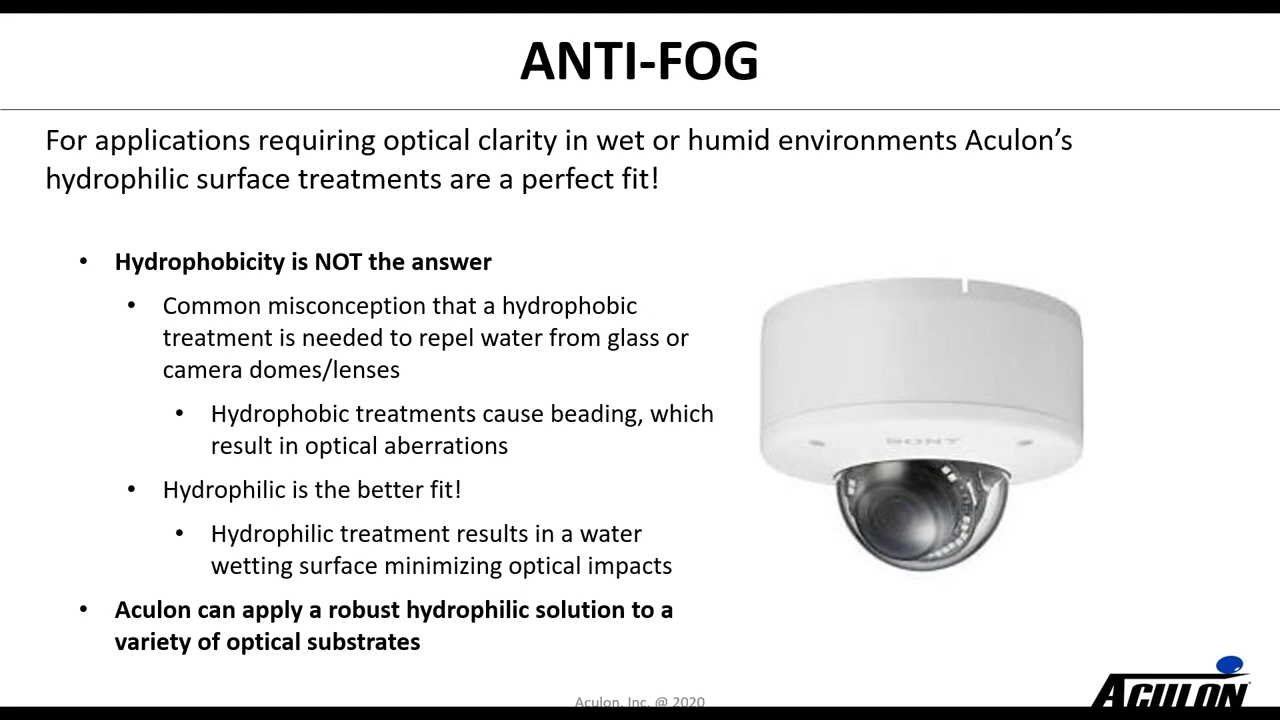 ANTI-FOG
For applications requiring optical clarity in wet or humid environments Aculon’s
hydrophilic surface treatments are a perfect fit!
• Hydrophobicity is NOT the answer
• Common misconception that a hydrophobic
treatment is needed to repel water from glass or
camera domes/lenses
• Hydrophobic treatments cause beading, which
result in optical aberrations
• Hydrophilic is the better fit!
• Hydrophilic treatment results in a water
wetting surface minimizing optical impacts
• Aculon can apply a robust hydrophilic solution to a
variety of optical substrates
SONY
Aculon, Inc. @ 2020
ACULON